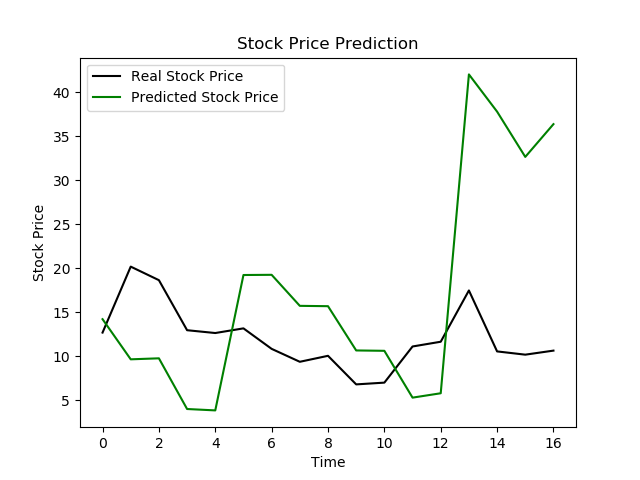 Stock Price Prediction
Real Stock Price
Predicted Stock Price
Stock Price
40
35
30
25
20
15
10
5
0 2 4 6 8 10 12 14 16
Time